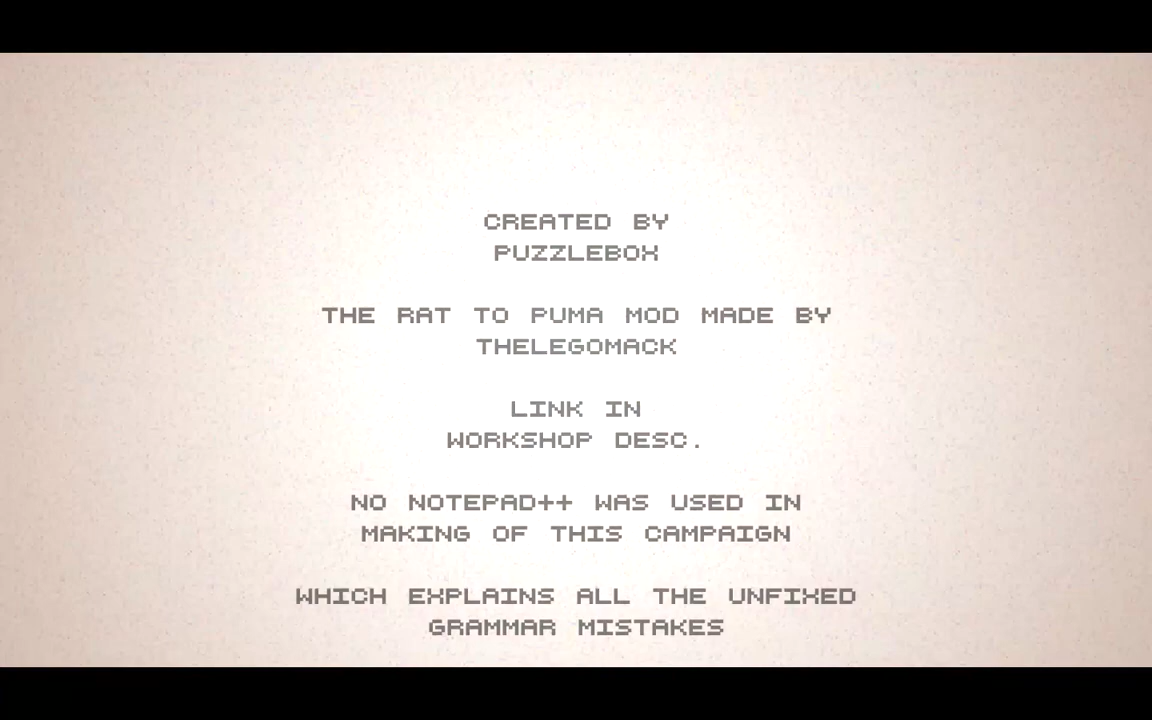 CREATED BY
PUZZLEBOX
THE RAT TO PUMA MOD MADE BY
THELEGOMACK
LINK IN
WORKSHOP DESC.
NO NOTEPAD++ WAS USED IN
MAKING OF THIS CAMPAIGN
WHICH EXPLAINS ALL THE UNFIXED
GRAMMAR MISTAKES